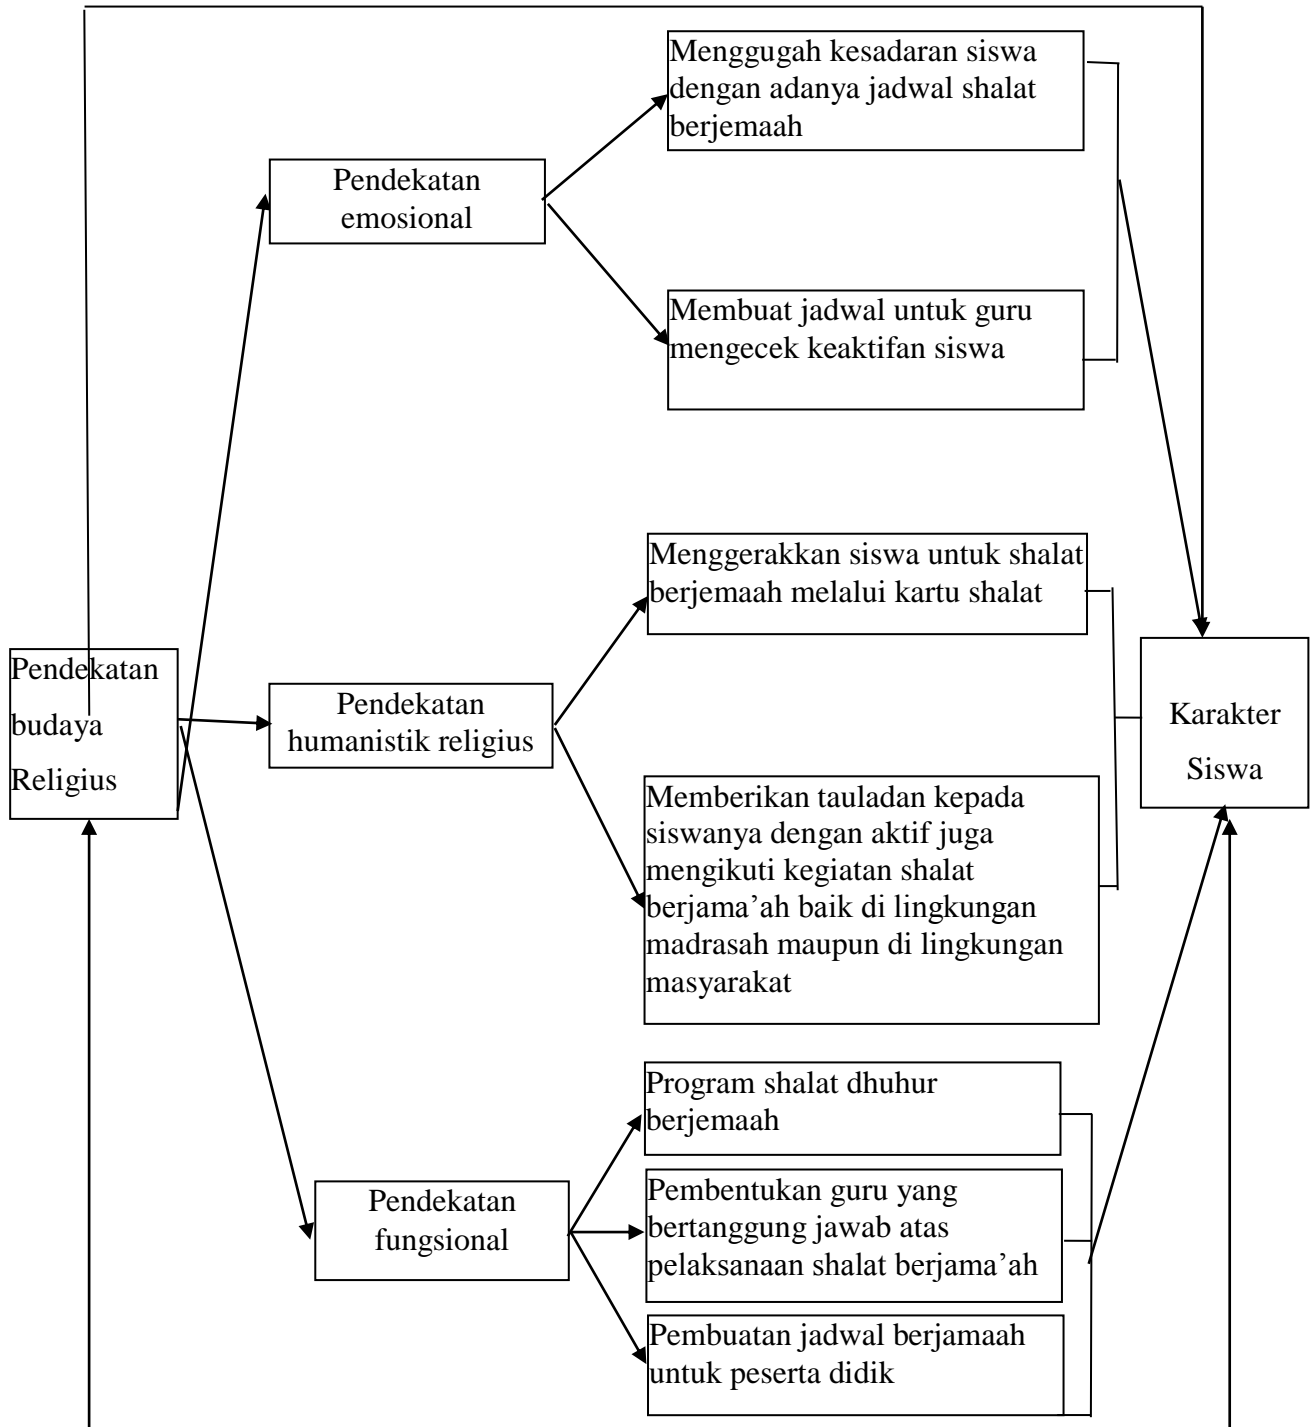 Menggugah kesadaran siswa
dengan adanya jadwal shalat
berjemaah
Pendekatan
emosional
Membuat jadwal untuk guru
mengecek keaktifan siswa
Menggerakkan siswa untuk shalat
berjemaah melalui kartu shalat
Pendekatan
budaya
Religius
Pendekatan
humanistik religius
Karakter
Siswa
Memberikan tauladan kepada
siswanya dengan aktif juga
mengikuti kegiatan shalat
berjama’ah baik di lingkungan
madrasah maupun di lingkungan
masyarakat
Program shalat dhuhur
berjemaah
Pendekatan
fungsional
Pembentukan guru yang
bertanggung jawab atas
pelaksanaan shalat berjama’ah
Pembuatan jadwal berjamaah
untuk peserta didik